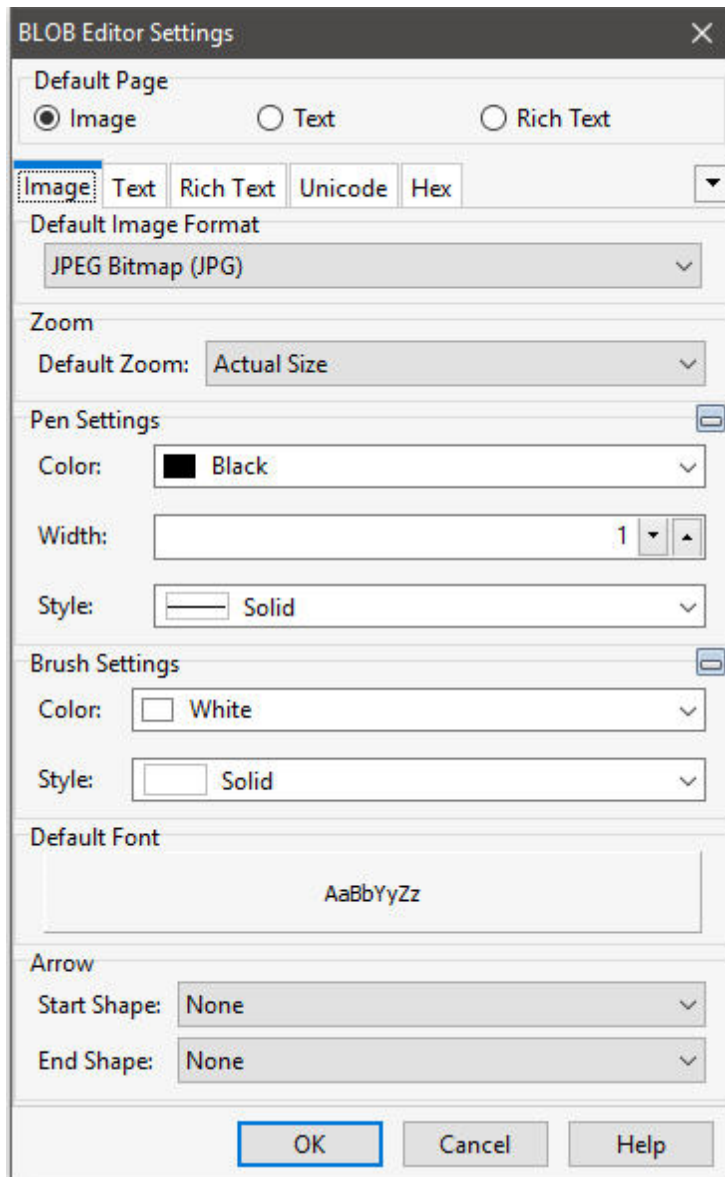 BLOB Editor Settings
Default Page
Image Text Rich Text
Image Text Rich Text Unicode Hex
Default Image Format
JPEG Bitmap (JPG)
Zoom
Default Zoom: Actual Size
Pen Settings
Color: Black
Width: 1
Style: Solid
Brush Settings
Color: White
Style: Solid
Default Font
AaBbYyZz
Arrow
Start Shape: None
End Shape: None
OK Cancel Help